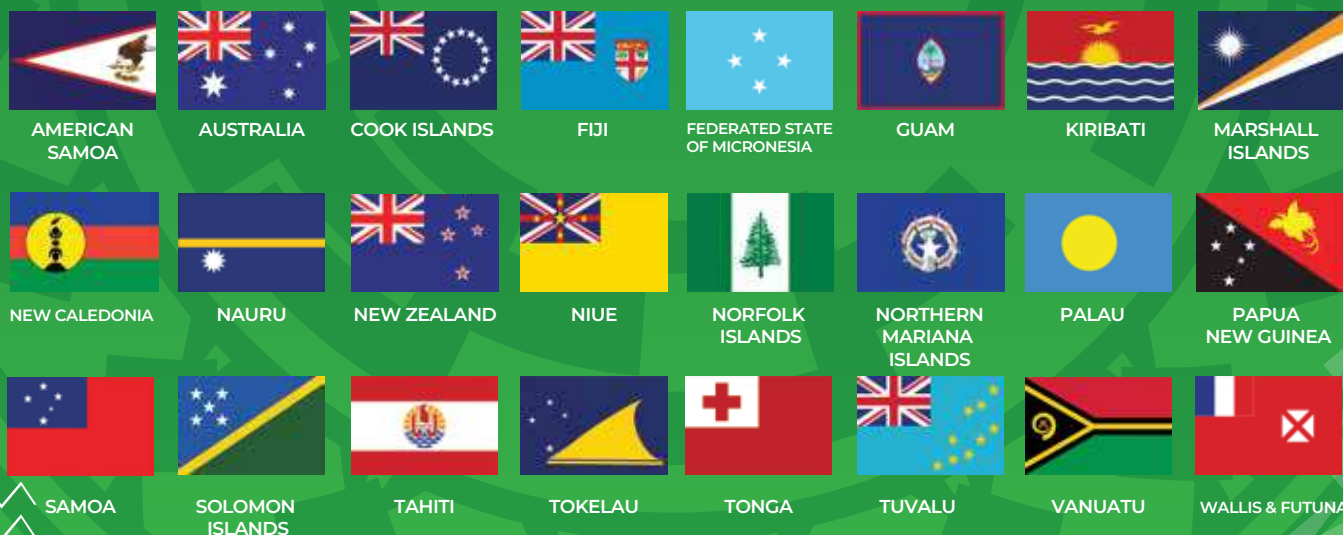 AMERICAN
SAMOA
AUSTRALIA
COOK ISLANDS
FIJI
FEDERATED STATE
OF MICRONESIA
GUAM
KIRIBATI
MARSHALL
ISLANDS
NEW CALEDONIA
NAURU
NEW ZEALAND
NIUE
NORFOLK
ISLANDS
NORTHERN
MARIANA
ISLANDS
PALAU
PAPUA
NEW GUINEA
SAMOA
SOLOMON
ISLANDS
TAHITI
TOKELAU
TONGA
TUVALU
VANUATU
WALLIS & FUTUNA